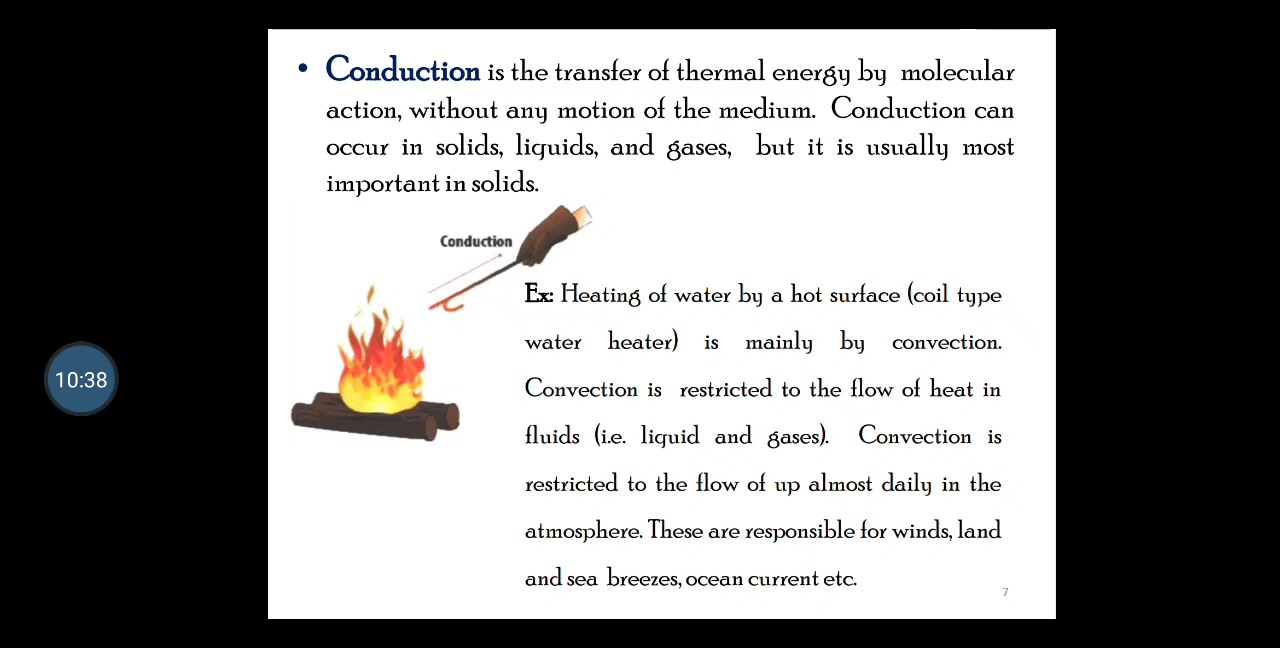 • Conduction is the transfer of thermal energy by molecular
action, without any motion of the medium. Conduction can
occur in solids, liquids, and gases, but it is usually most
important in solids.
Conduction
Ex: Heating of water by a hot surface (coil type
water heater) is mainly by convection.
Convection is restricted to the flow of heat in
fluids (i.e. liquid and gases). Convection is
restricted to the flow of up almost daily in the
atmosphere. These are responsible for winds, land
and sea breezes, ocean current etc.
10:38
7